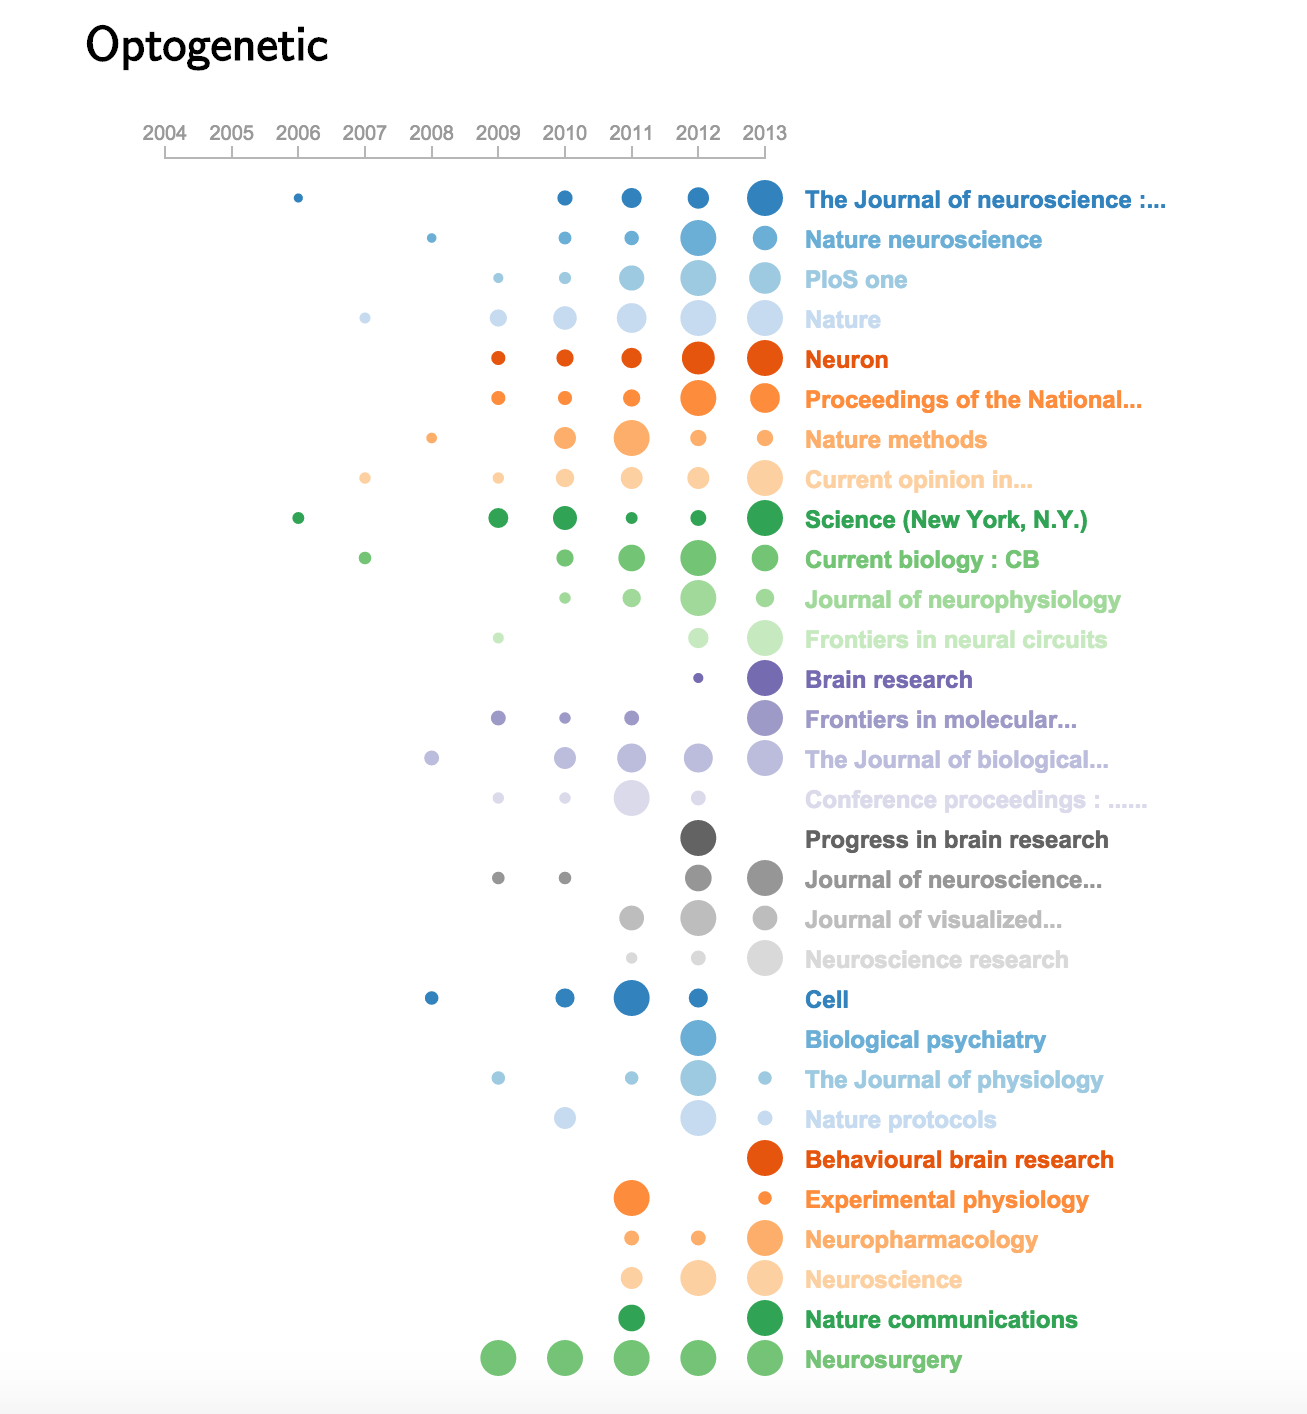 Optogenetic
2004 2005 2006 2007 2008 2009 2010 2011 2012 2013
The Journal of neuroscience :...
Nature neuroscience
PloS one
Nature
Neuron
Proceedings of the National...
Nature methods
Current opinion in...
Science (New York, N.Y.)
Current biology : CB
Journal of neurophysiology
Frontiers in neural circuits
Brain research
Frontiers in molecular...
The Journal of biological...
Conference proceedings : ......
Progress in brain research
Journal of neuroscience...
Journal of visualized...
Neuroscience research
Cell
Biological psychiatry
The Journal of physiology
Nature protocols
Behavioural brain research
Experimental physiology
Neuropharmacology
Neuroscience
Nature communications
Neurosurgery